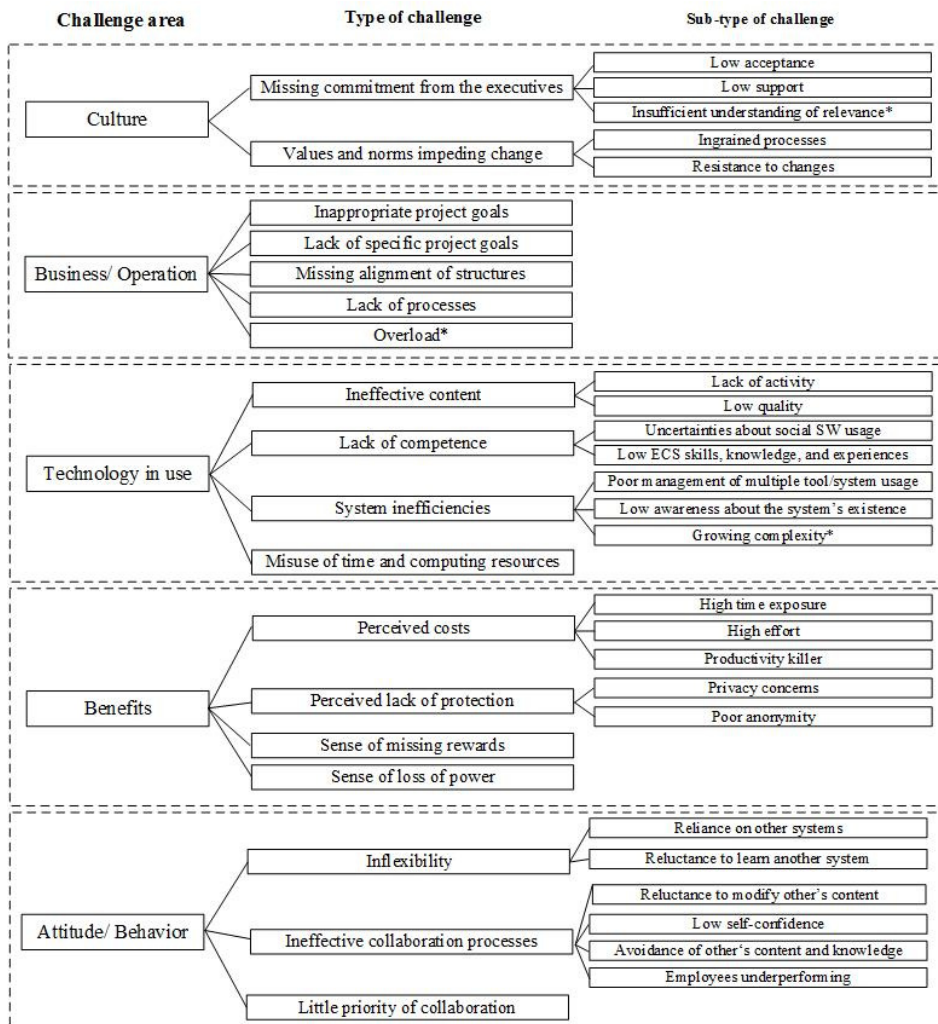 Challenge area
Type of challenge
Sub-type of challenge
Culture
Missing commitment from the executives
Low acceptance
Low support
Insufficient understanding of relevance*
Values and norms impeding change
Ingrained processes
Resistance to changes
Business/ Operation
Inappropriate project goals
Lack of specific project goals
Missing alignment of structures
Lack of processes
Overload*
Technology in use
Ineffective content
Lack of activity
Low quality
Lack of competence
Uncertainties about social SW usage
Low ECS skills, knowledge, and experiences
System inefficiencies
Poor management of multiple tool/system usage
Low awareness about the system’s existence
Growing complexity*
Misuse of time and computing resources
Benefits
Perceived costs
High time exposure
High effort
Productivity killer
Perceived lack of protection
Privacy concerns
Poor anonymity
Sense of missing rewards
Sense of loss of power
Attitude/ Behavior
Inflexibility
Reliance on other systems
Reluctance to learn another system
Ineffective collaboration processes
Reluctance to modify other’s content
Low self-confidence
Avoidance of other‘s content and knowledge
Employees underperforming
Little priority of collaboration